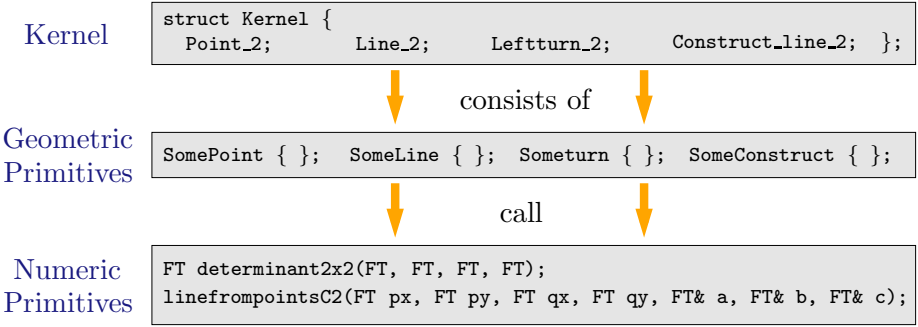 Kernel
struct Kernel {
Point_2; Line_2; Leftturn_2; Construct_line_2; };
consists of
Geometric
Primitives
SomePoint { }; SomeLine { }; Someturn { }; SomeConstruct { };
call
Numeric
Primitives
FT determinant2x2(FT, FT, FT, FT);
linefrompointsC2(FT px, FT py, FT qx, FT qy, FT& a, FT& b, FT& c);